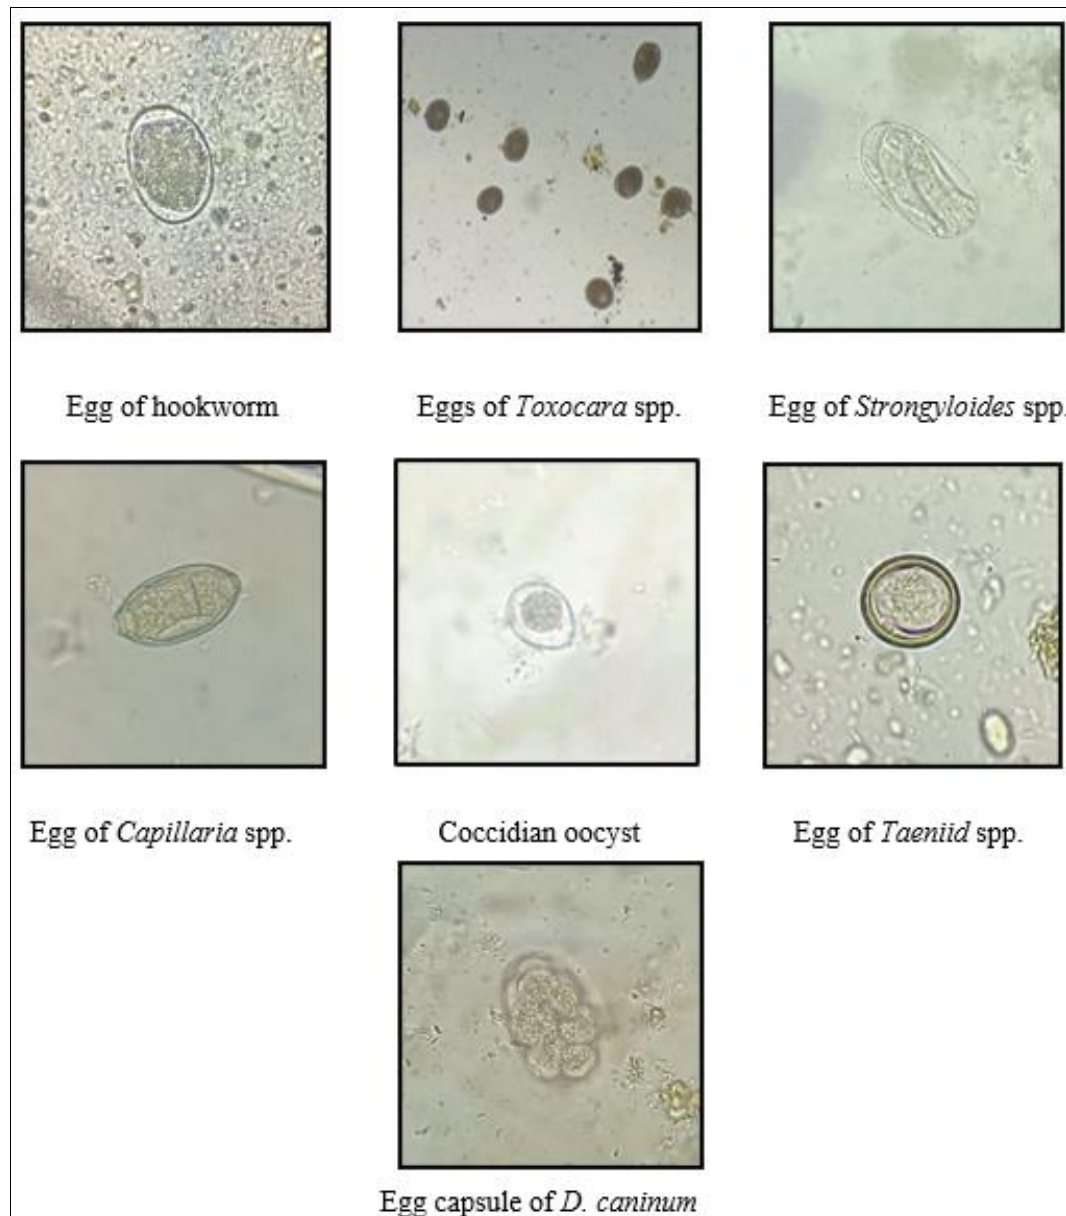 Egg of hookworm
Eggs of Toxocara spp.
Egg of Strongyloides spp.
Egg of Capillaria spp.
Coccidian oocyst
Egg of Taeniid spp.
Egg capsule of D. caninum